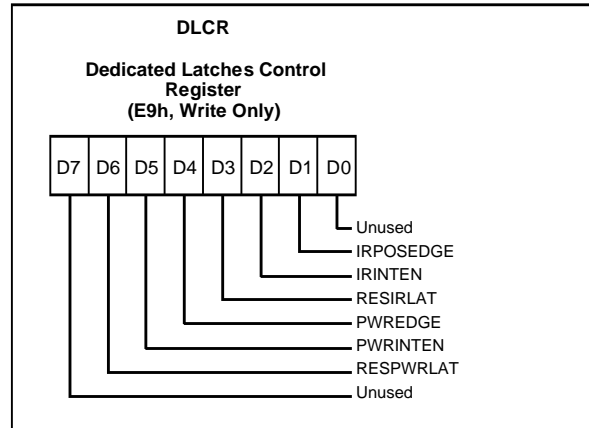 DLCR
Dedicated Latches Control
Register
(E9h, Write Only)
D7 D6 D5 D4 D3 D2 D1 D0
Unused
IRPOSEDGE
IRINTEN
RESIRLAT
PWREDGE
PWRINTEN
RESPWRLAT
Unused